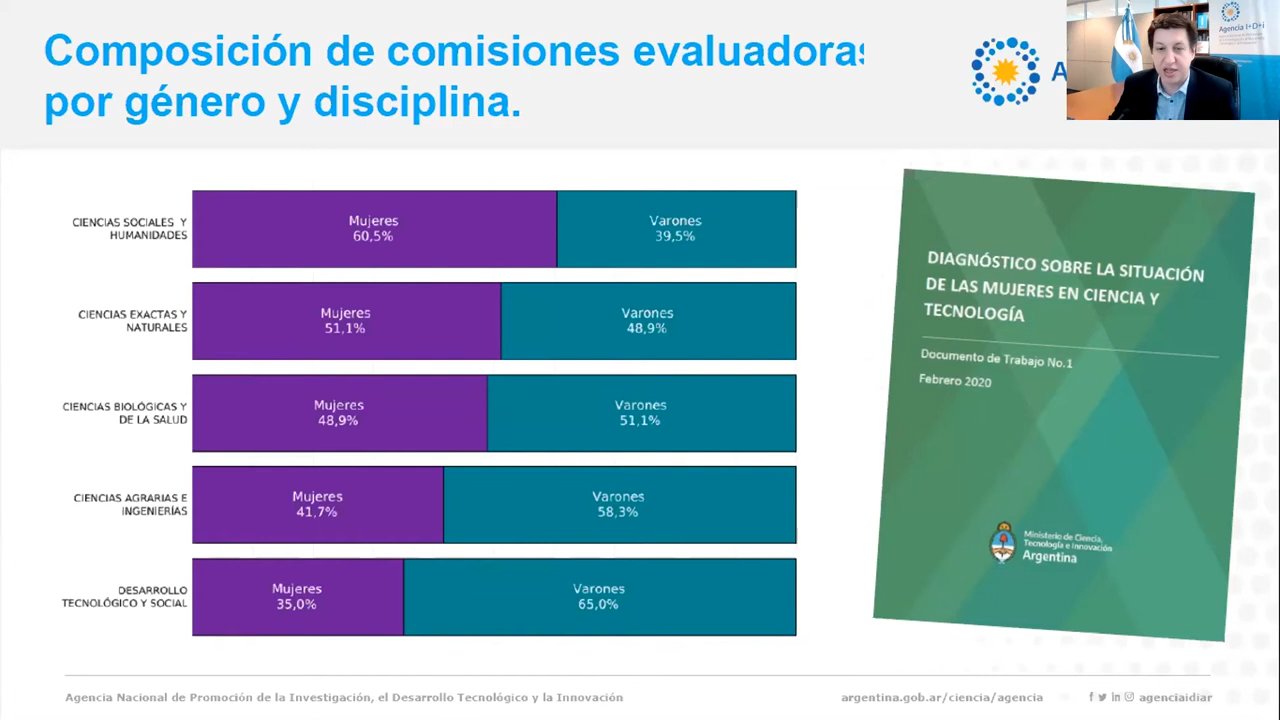 Composición de comisiones evaluadoras
por género y disciplina.
A
Agencia I+D+i
CIENCIAS SOCIALES Y
HUMANIDADES
Mujeres
60,5%
Varones
39,5%
CIENCIAS EXACTAS Y
NATURALES
Mujeres
51,1%
Varones
48,9%
CIENCIAS BIOLÓGICAS Y
DE LA SALUD
Mujeres
48,9%
Varones
51,1%
CIENCIAS AGRARIAS E
INGENIERÍAS
Mujeres
41,7%
Varones
58,3%
DESARROLLO
TECNOLÓGICO Y SOCIAL
Mujeres
35,0%
Varones
65,0%
DIAGNÓSTICO SOBRE LA SITUACIÓN
DE LAS MUJERES EN CIENCIA Y
TECNOLOGÍA
Documento de Trabajo No.1
Febrero 2020
Ministerio de Ciencia,
Tecnología e Innovación
Argentina
Agencia Nacional de Promoción de la Investigación, el Desarrollo Tecnológico y la Innovación
argentina.gob.ar/ciencia/agencia
agenciaidiar